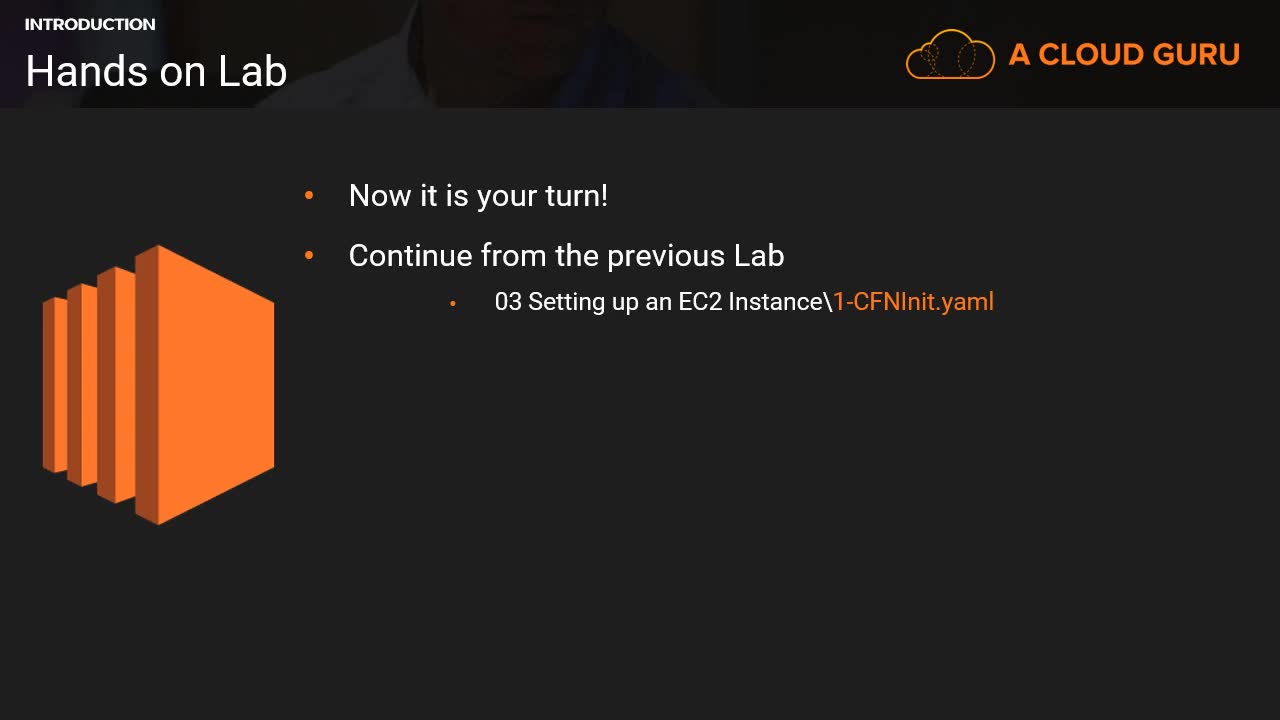 INTRODUCTION
Hands on Lab
A CLOUD GURU
• Now it is your turn!
• Continue from the previous Lab
• 03 Setting up an EC2 Instance\1-CFNInit.yaml